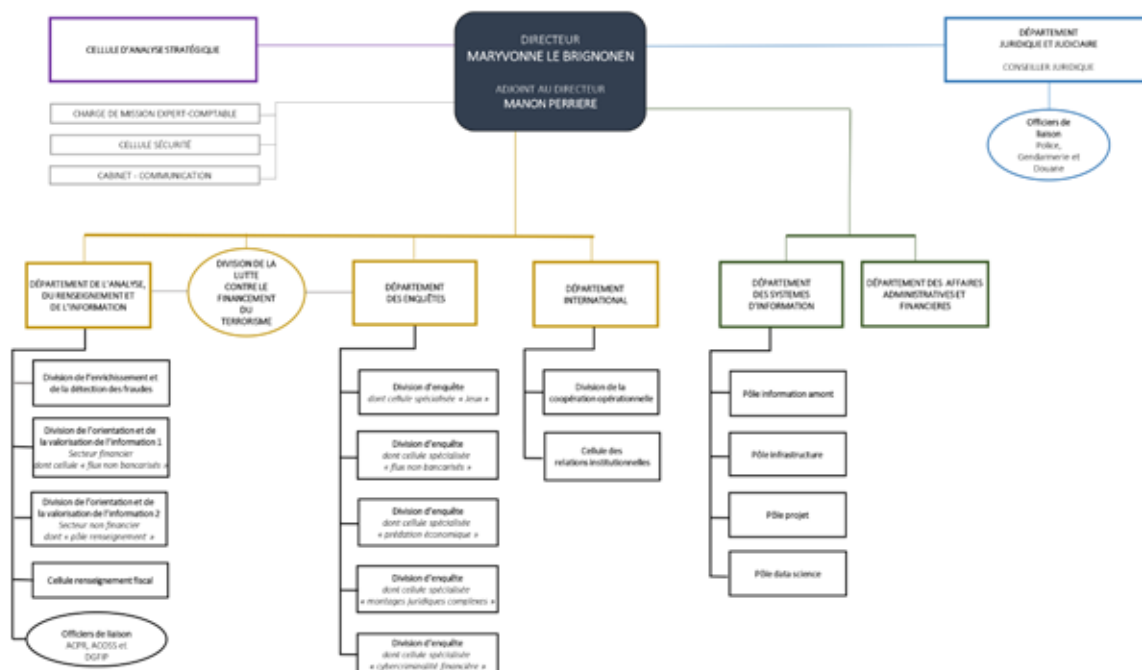 CELLULE D'ANALYSE STRATÉGIQUE
DIRECTEUR
MARYVONNE LE BRIGNONEN
ADJOINT AU DIRECTEUR
MANON PERRIERE
DÉPARTEMENT
JURIDIQUE ET JUDICIAIRE
CONSEILLER JURIDIQUE
CHARGE DE MISSION EXPERT-COMPTABLE
CELLULE SÉCURITÉ
CABINET - COMMUNICATION
Officiers de
liaison
Police,
Gendarmerie et
Douane
DÉPARTEMENT DE L'ANALYSE,
DU RENSEIGNEMENT ET
DE L'INFORMATION
DIVISION DE LA
LUTTE
CONTRE LE
FINANCEMENT
DU
TERRORISME
DÉPARTEMENT
DES ENQUÊTES
DÉPARTEMENT
INTERNATIONAL
DÉPARTEMENT
DES SYSTEMES
D'INFORMATION
DÉPARTEMENT DES AFFAIRES
ADMINISTRATIVES ET
FINANCIERES
Division de l'enrichissement et
de la détection des fraudes
Division de l'orientation et de
la valorisation de l'information 1
Secteur financier
dont cellule « flux non bancarisés »
Division de l'orientation et de
la valorisation de l'information 2
Secteur non financier
dont « pôle renseignement »
Cellule renseignement fiscal
Officiers de liaison
ACPR, ACOSS et
DGFIP
Division d'enquête
dont cellule spécialisée « Jeux »
Division d'enquête
dont cellule spécialisée
« flux non bancarisés »
Division d'enquête
dont cellule spécialisée
« prédation économique »
Division d'enquête
dont cellule spécialisée
« montages juridiques complexes »
Division d'enquête
dont cellule spécialisée
« cybercriminalité financière »
Division de la
coopération opérationnelle
Cellule des
relations institutionnelles
Pôle information amont
Pôle infrastructure
Pôle projet
Pôle data science